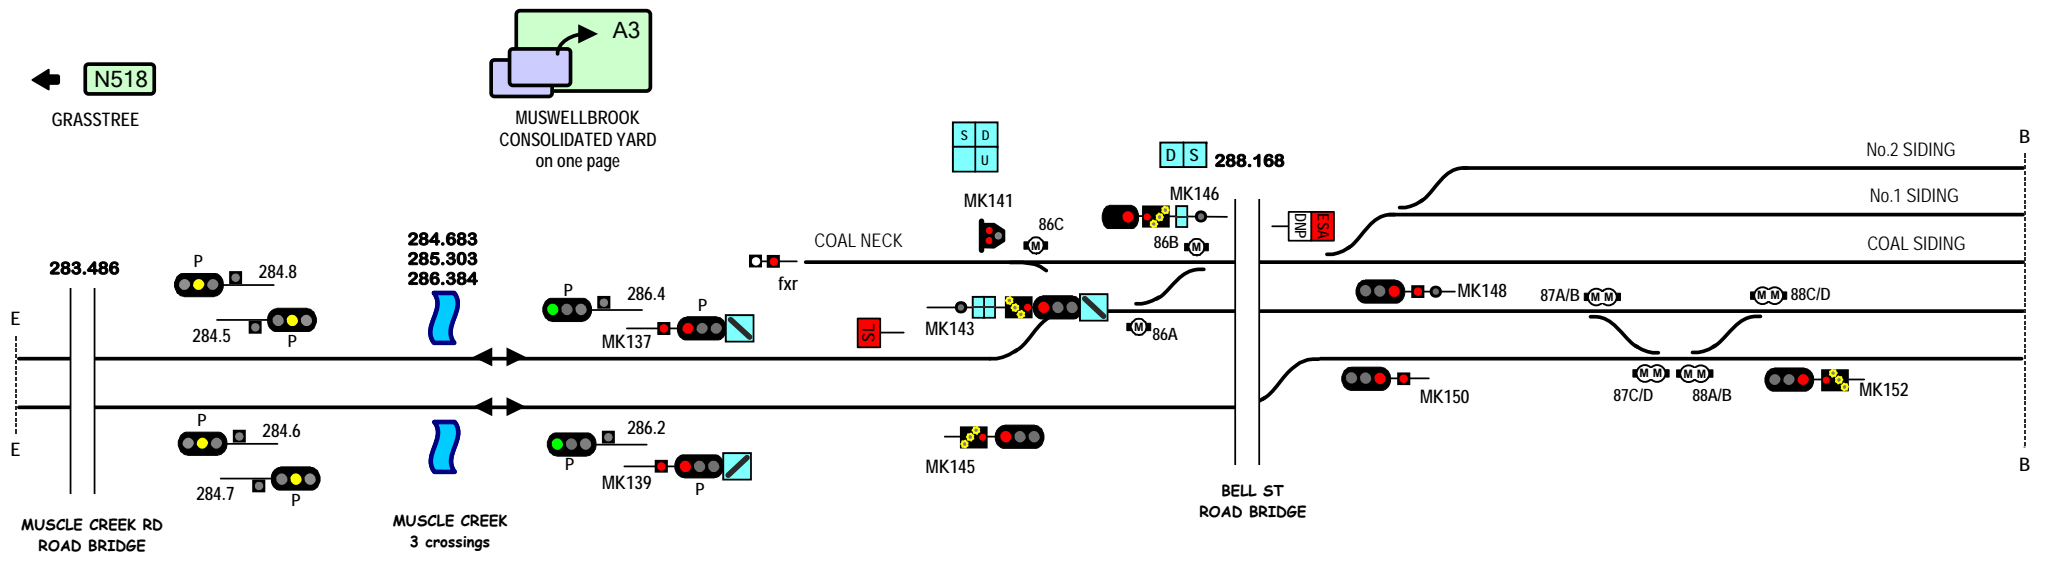 A3
N518
GRASSTREE
MUSWELLBROOK
CONSOLIDATED YARD
on one page
S D
U
D S
288.168
B
No.2 SIDING
MK141
MK146
No.1 SIDING
86C
86B
DNP
ESA
COAL NECK
COAL SIDING
284.683
285.303
286.384
283.486
P
284.8
M
M
fxr
P
286.4
P
MK148
87A/B
M M
M M
88C/D
E
284.5
P
MK137
SL
MK143
M
86A
M M
M M
MK150
87C/D
88A/B
MK152
P
284.6
286.2
P
E
MK139
P
MK145
B
284.7
P
BELL ST
ROAD BRIDGE
MUSCLE CREEK RD
ROAD BRIDGE
MUSCLE CREEK
3 crossings